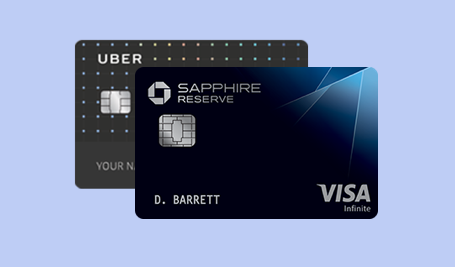 UBER
YOUR NA
SAPPHIRE
RESERVE
D. BARRETT
VISA
Infinite